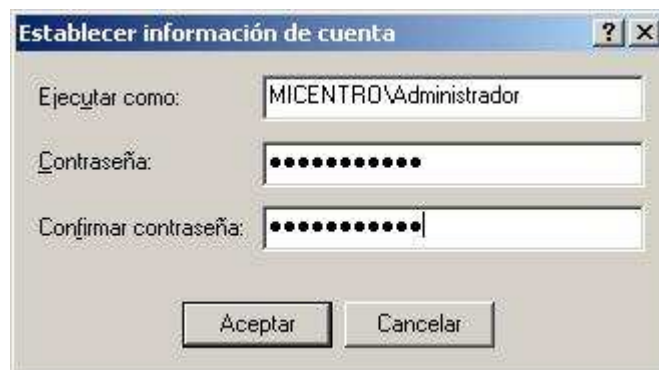 Establecer información de cuenta
Ejecutar como: MICENTRO\Administrador
Contraseña: ●●●●●●●●●●●
Confirmar contraseña: ●●●●●●●●●●●
Aceptar Cancelar